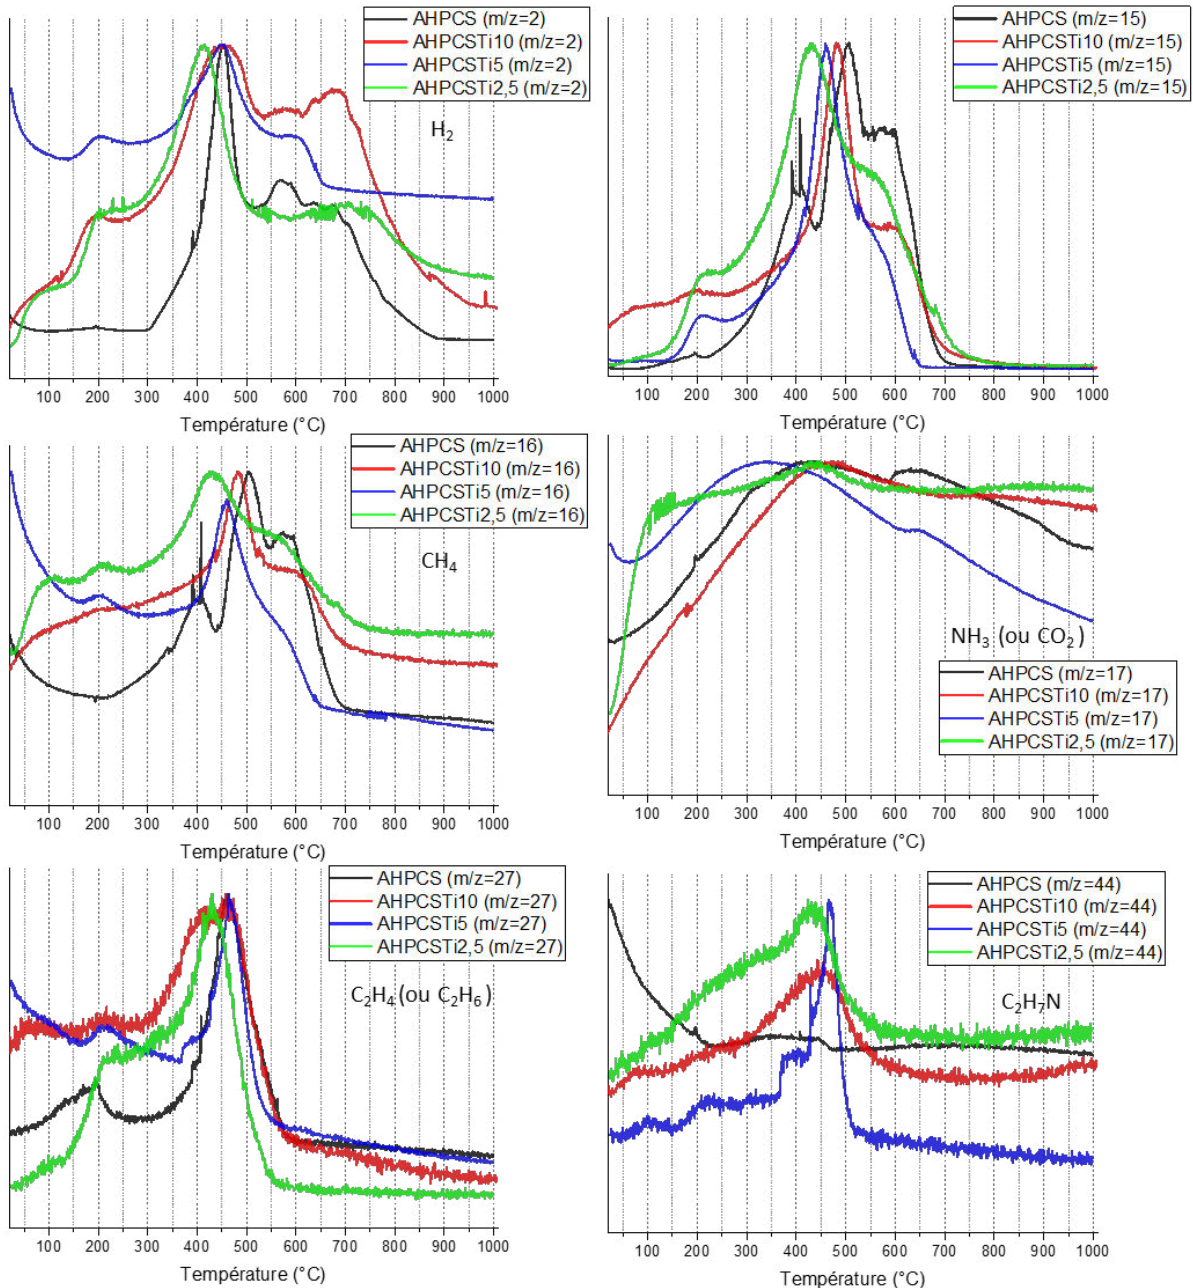 AHPCS (m/z=2)
AHPCSTi10 (m/z=2)
AHPCSTi5 (m/z=2)
AHPCSTi2,5 (m/z=2)
H2
100 200 300 400 500 600 700 800 900 1000
Température (°C)
AHPCS (m/z=15)
AHPCSTi10 (m/z=15)
AHPCSTi5 (m/z=15)
AHPCSTi2,5 (m/z=15)
100 200 300 400 500 600 700 800 900 1000
Température (°C)
AHPCS (m/z=16)
AHPCSTi10 (m/z=16)
AHPCSTi5 (m/z=16)
AHPCSTi2,5 (m/z=16)
CH4
100 200 300 400 500 600 700 800 900 1000
Température (°C)
NH3 (ou CO2)
AHPCS (m/z=17)
AHPCSTi10 (m/z=17)
AHPCSTi5 (m/z=17)
AHPCSTi2,5 (m/z=17)
100 200 300 400 500 600 700 800 900 1000
Température (°C)
AHPCS (m/z=27)
AHPCSTi10 (m/z=27)
AHPCSTi5 (m/z=27)
AHPCSTi2,5 (m/z=27)
C2H4 (ou C2H6)
100 200 300 400 500 600 700 800 900 1000
Température (°C)
AHPCS (m/z=44)
AHPCSTi10 (m/z=44)
AHPCSTi5 (m/z=44)
AHPCSTi2,5 (m/z=44)
C2H7N
100 200 300 400 500 600 700 800 900 1000
Température (°C)